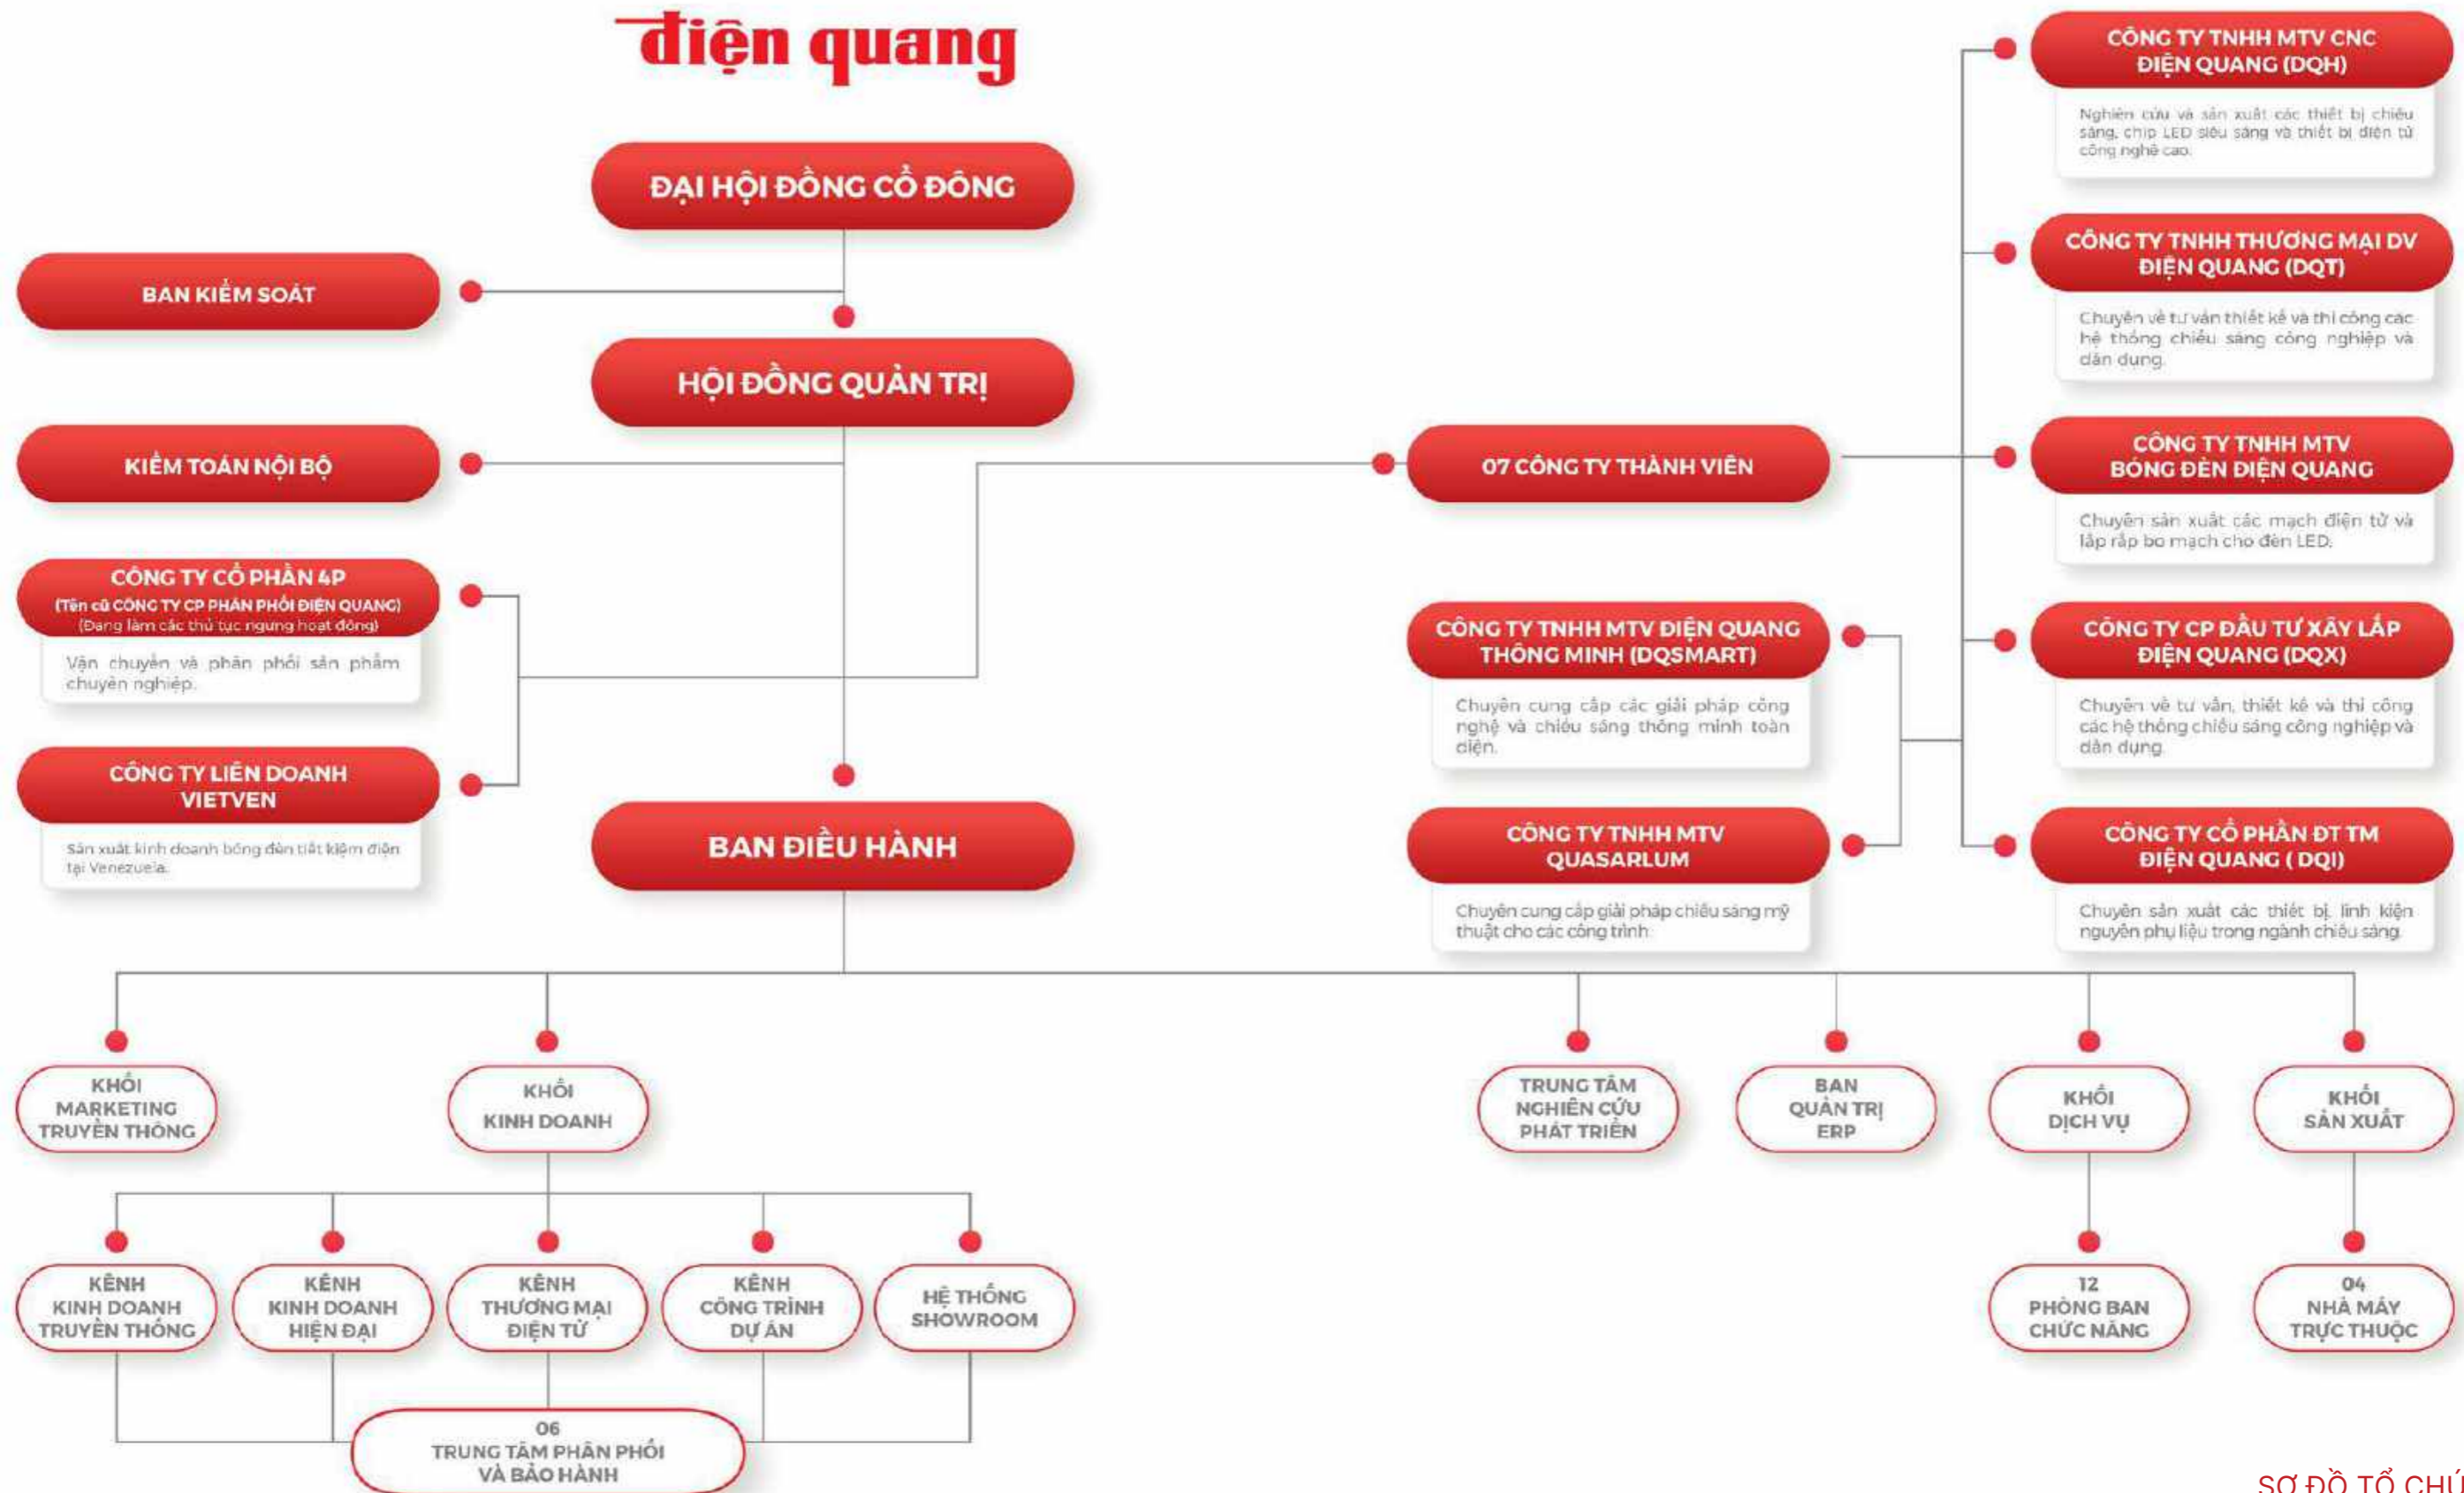 điện quang
ĐẠI HỘI ĐỒNG CỔ ĐÔNG
BAN KIỂM SOÁT
HỘI ĐỒNG QUẢN TRỊ
KIỂM TOÁN NỘI BỘ
CÔNG TY CỔ PHẦN 4P
(Tên cũ CÔNG TY CP PHÂN PHỐI ĐIỆN QUANG)
(Đang làm các thủ tục ngưng hoạt động)
Vận chuyển và phân phối sản phẩm
chuyên nghiệp.
CÔNG TY LIÊN DOANH
VIETVEN
Sản xuất kinh doanh bóng đèn tiết kiệm điện
tại Venezuela.
BAN ĐIỀU HÀNH
07 CÔNG TY THÀNH VIÊN
CÔNG TY TNHH MTV CNC
ĐIỆN QUANG (DQH)
Nghiên cứu và sản xuất các thiết bị chiếu
sáng, chip LED siêu sáng và thiết bị điện tử
công nghệ cao.
CÔNG TY TNHH THƯƠNG MẠI DV
ĐIỆN QUANG (DQT)
Chuyên về tư vấn thiết kế và thi công các
hệ thống chiếu sáng công nghiệp và
dân dụng.
CÔNG TY TNHH MTV
BÓNG ĐÈN ĐIỆN QUANG
Chuyên sản xuất các mạch điện tử và
lắp ráp bo mạch cho đèn LED.
CÔNG TY TNHH MTV ĐIỆN QUANG
THÔNG MINH (DQSMART)
Chuyên cung cấp các giải pháp công
nghệ và chiếu sáng thông minh toàn
diện.
CÔNG TY CP ĐẦU TƯ XÂY LẮP
ĐIỆN QUANG (DQX)
Chuyên về tư vấn, thiết kế và thi công
các hệ thống chiếu sáng công nghiệp và
dân dụng.
CÔNG TY TNHH MTV
QUASARLUM
Chuyên cung cấp giải pháp chiếu sáng mỹ
thuật cho các công trình.
CÔNG TY CỔ PHẦN ĐT TM
ĐIỆN QUANG ( DQI)
Chuyên sản xuất các thiết bị, linh kiện
nguyên phụ liệu trong ngành chiếu sáng.
KHỐI
MARKETING
TRUYỀN THÔNG
KHỐI
KINH DOANH
TRUNG TÂM
NGHIÊN CỨU
PHÁT TRIỂN
BAN
QUẢN TRỊ
ERP
KHỐI
DỊCH VỤ
KHỐI
SẢN XUẤT
KÊNH
KINH DOANH
TRUYỀN THỐNG
KÊNH
KINH DOANH
HIỆN ĐẠI
KÊNH
THƯƠNG MẠI
ĐIỆN TỬ
KÊNH
CÔNG TRÌNH
DỰ ÁN
HỆ THỐNG
SHOWROOM
12
PHÒNG BAN
CHỨC NĂNG
04
NHÀ MÁY
TRỰC THUỘC
06
TRUNG TÂM PHÂN PHỐI
VÀ BẢO HÀNH
SƠ ĐỒ TỔ CHÚ